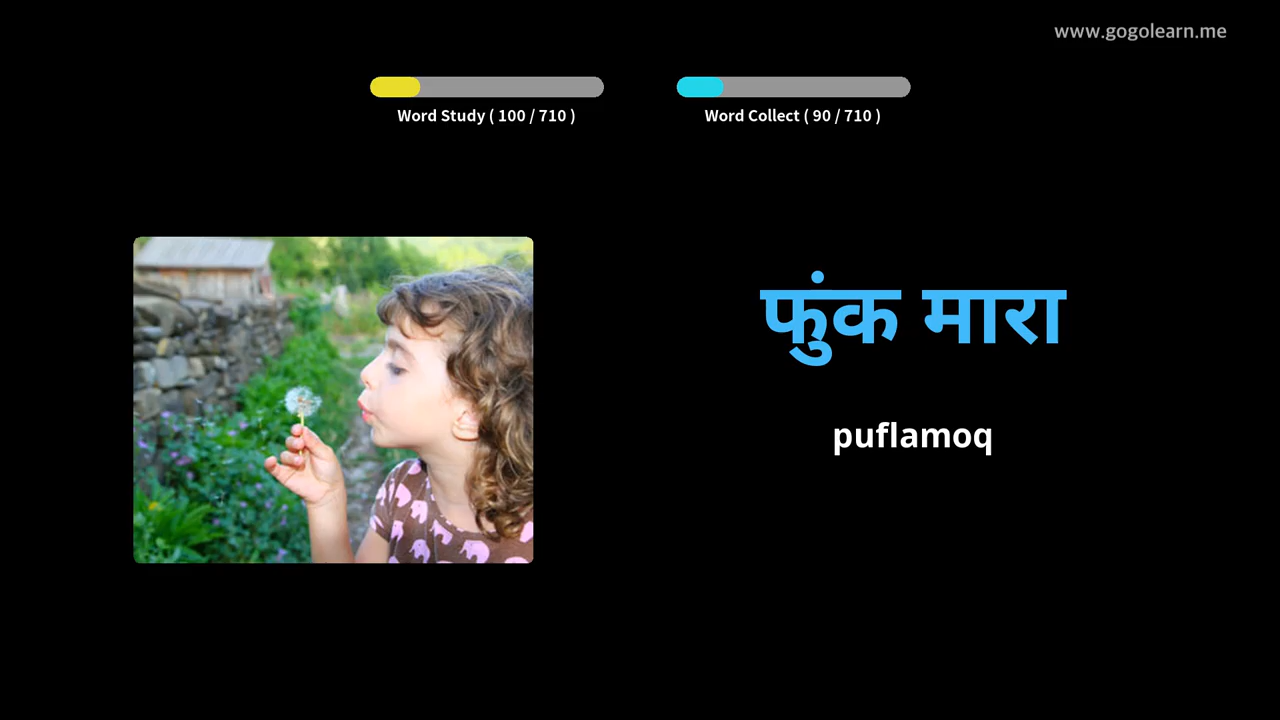 www.gogolearn.me
Word Study ( 100 / 710 )
Word Collect ( 90 / 710 )
फुंक मारा
puflamoq